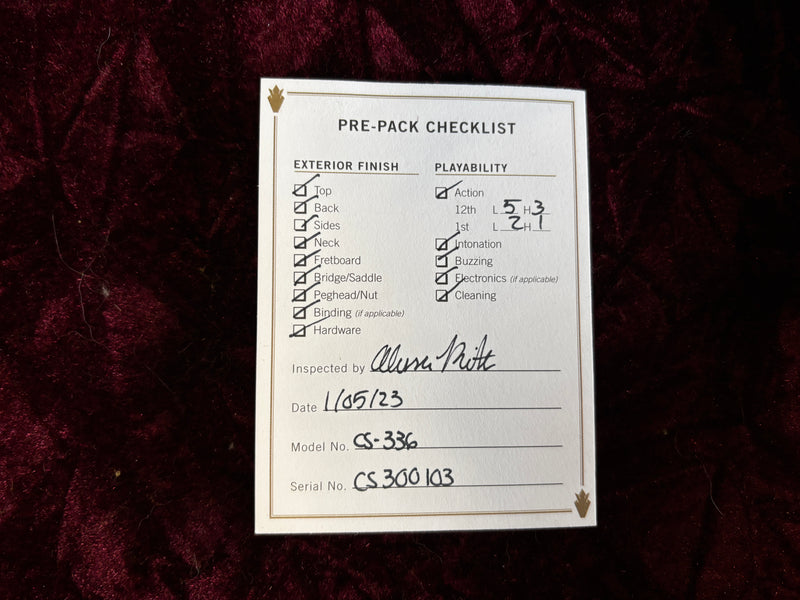 PRE-PACK CHECKLIST
EXTERIOR FINISH
Top
Back
Sides
Neck
Fretboard
Bridge/Saddle
Peghead/Nut
Binding (if applicable)
Hardware
PLAYABILITY
Action
12th L 5 H 3
1st L 2 H 1
Intonation
Buzzing
Electronics (if applicable)
Cleaning
Inspected by
Date 1/05/23
Model No. CS-336
Serial No. CS300103